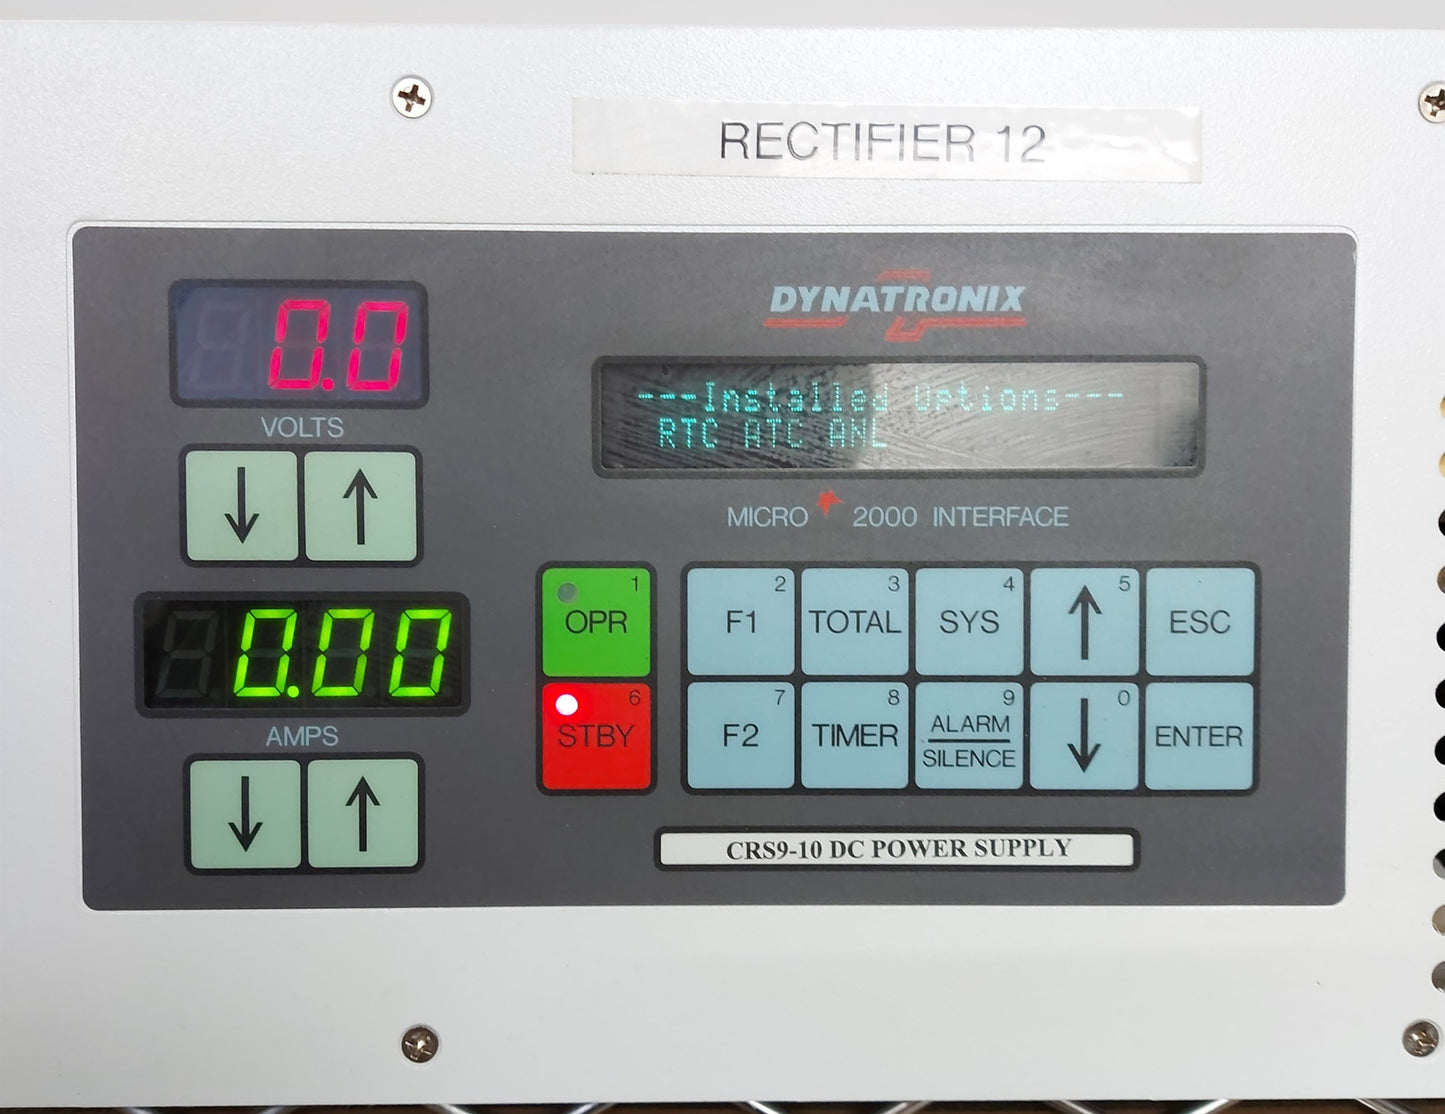 RECTIFIER 12
DYNATRONIX
0.0
VOLTS
---Installed Options---
RTC ATC ANL
MICRO 2000 INTERFACE
0.00
AMPS
1
OPR
2
F1
3
TOTAL
4
SYS
5
ESC
6
STBY
7
F2
8
TIMER
9
ALARM
SILENCE
0
ENTER
CRS9-10 DC POWER SUPPLY